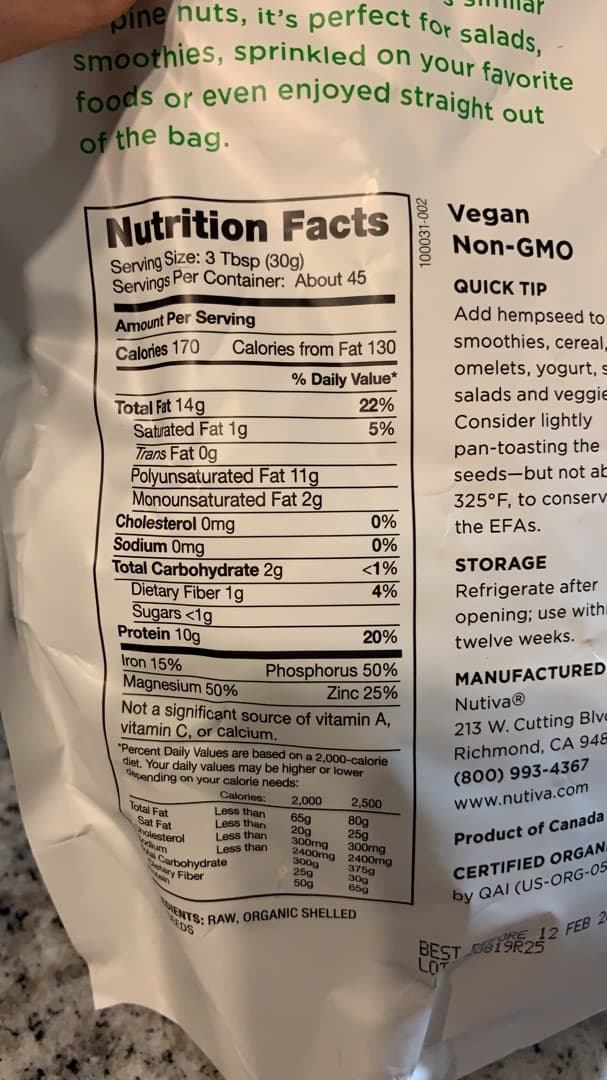 pine nuts, it's perfect for salads,
smoothies, sprinkled on your favorite
foods or even enjoyed straight out
of the bag.
Nutrition Facts
Serving Size: 3 Tbsp (30g)
Servings Per Container: About 45
Amount Per Serving
Calories 170 Calories from Fat 130
% Daily Value*
Total Fat 14g 22%
Saturated Fat 1g 5%
Trans Fat 0g
Polyunsaturated Fat 11g
Monounsaturated Fat 2g
Cholesterol 0mg 0%
Sodium 0mg 0%
Total Carbohydrate 2g <1%
Dietary Fiber 1g 4%
Sugars <1g
Protein 10g 20%
Iron 15% Phosphorus 50%
Magnesium 50% Zinc 25%
Not a significant source of vitamin A,
vitamin C, or calcium.
*Percent Daily Values are based on a 2,000-calorie
diet. Your daily values may be higher or lower
depending on your calorie needs:
Calories: 2,000 2,500
Total Fat Less than 65g 80g
Sat Fat Less than 20g 25g
Cholesterol Less than 300mg 300mg
Less than 2400mg 2400mg
Carbohydrate 300g 375g
Fiber 25g 30g
50g 65g
RAW, ORGANIC SHELLED
100031-002
Vegan
Non-GMO
QUICK TIP
Add hempseed to
smoothies, cereal,
omelets, yogurt,
salads and veggie
Consider lightly
pan-toasting the
seeds—but not ab
325°F, to conserv
the EFAs.
STORAGE
Refrigerate after
opening; use with
twelve weeks.
MANUFACTURED
Nutiva®
213 W. Cutting Blv
Richmond, CA 948
(800) 993-4367
www.nutiva.com
Product of Canada
CERTIFIED ORGAN
by QAI (US-ORG-05
BEST 12 FEB 2
LOT